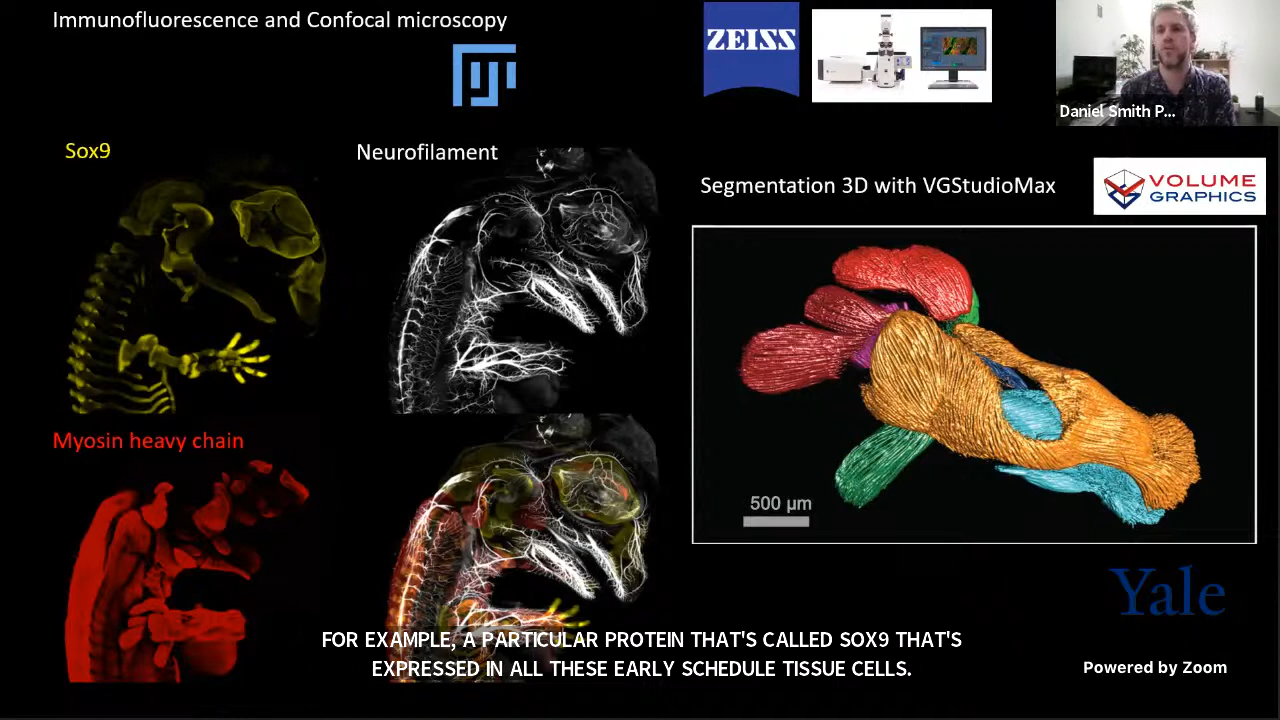 Immunofluorescence and Confocal microscopy
ZEISS
Daniel Smith P...
Sox9
Neurofilament
Segmentation 3D with VGStudioMax
VOLUME
GRAPHICS
Myosin heavy chain
500 µm
Yale
FOR EXAMPLE, A PARTICULAR PROTEIN THAT'S CALLED SOX9 THAT'S
EXPRESSED IN ALL THESE EARLY SCHEDULE TISSUE CELLS.
Powered by Zoom